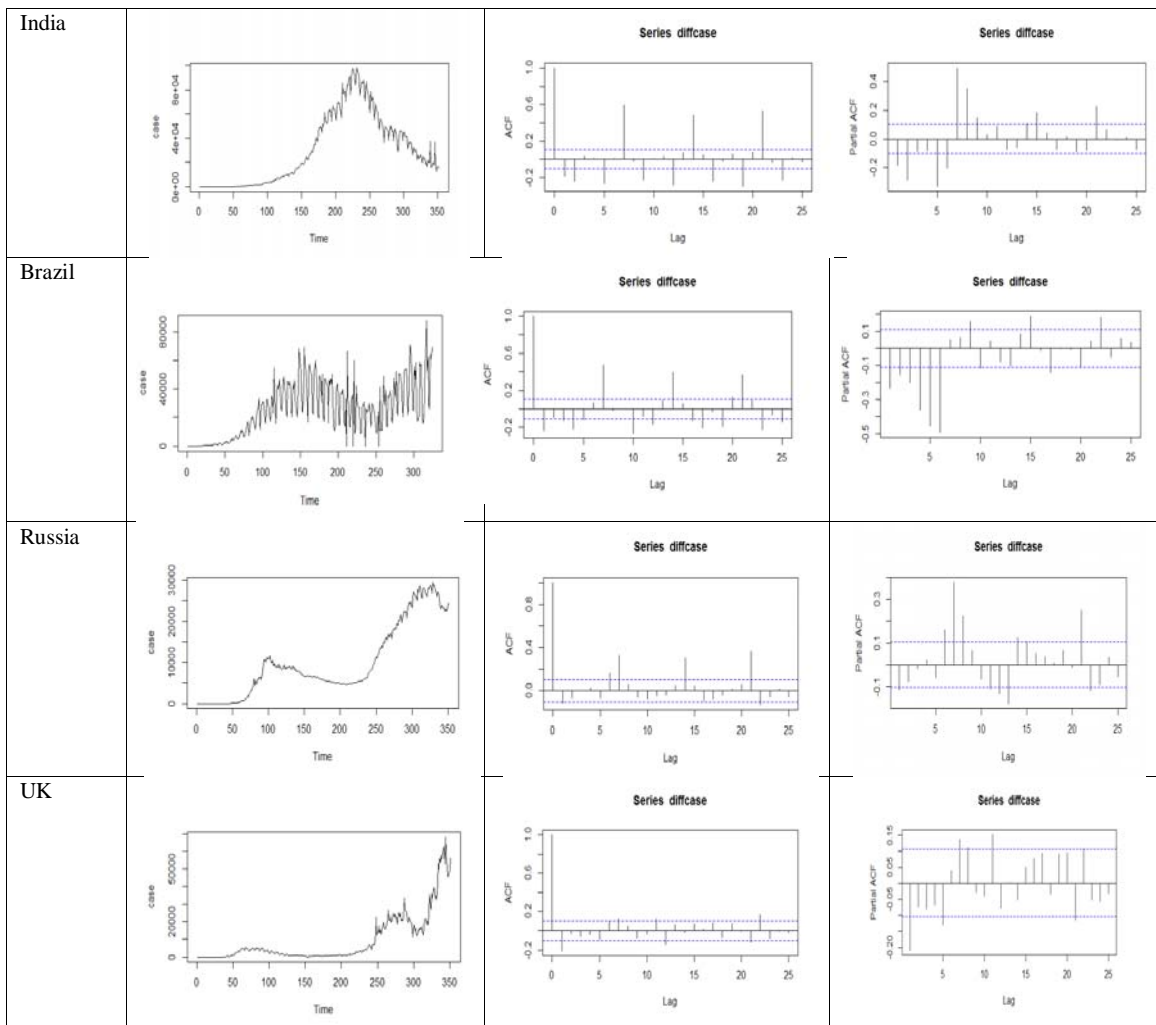 India
case
0e+00 4e+04 8e+04
0 50 100 150 200 250 300 350
Time
Series diffcase
ACF
-0.2 0.2 0.6 1.0
0 5 10 15 20 25
Lag
Series diffcase
Partial ACF
-0.2 0.0 0.2 0.4
5 10 15 20 25
Lag
Brazil
case
0 40000 80000
0 50 100 150 200 250 300
Time
Series diffcase
ACF
-0.2 0.2 0.6 1.0
0 5 10 15 20 25
Lag
Series diffcase
Partial ACF
-0.5 -0.3 -0.1 0.1
5 10 15 20 25
Lag
Russia
case
0 10000 20000 30000
0 50 100 150 200 250 300 350
Time
Series diffcase
ACF
0.0 0.4 0.8
0 5 10 15 20 25
Lag
Series diffcase
Partial ACF
-0.1 0.1 0.3
5 10 15 20 25
Lag
UK
case
0 20000 50000
0 50 100 150 200 250 300 350
Time
Series diffcase
ACF
-0.2 0.2 0.6 1.0
0 5 10 15 20 25
Lag
Series diffcase
Partial ACF
-0.20 -0.05 0.05 0.15
5 10 15 20 25
Lag